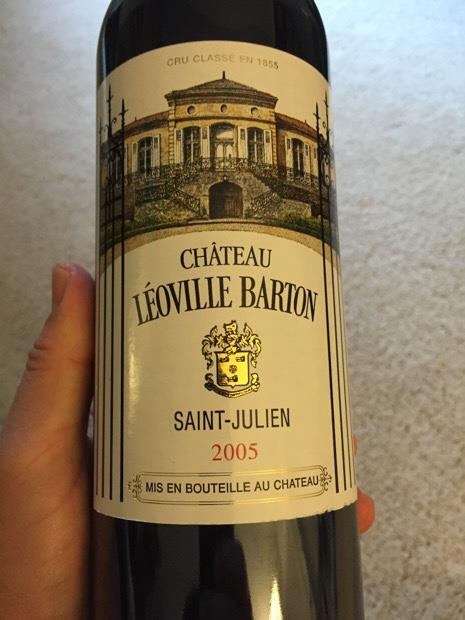 CRU CLASSÉ EN 1855
CHÂTEAU
LÉOVILLE BARTON
SAINT-JULIEN
2005
MIS EN BOUTEILLE AU CHATEAU